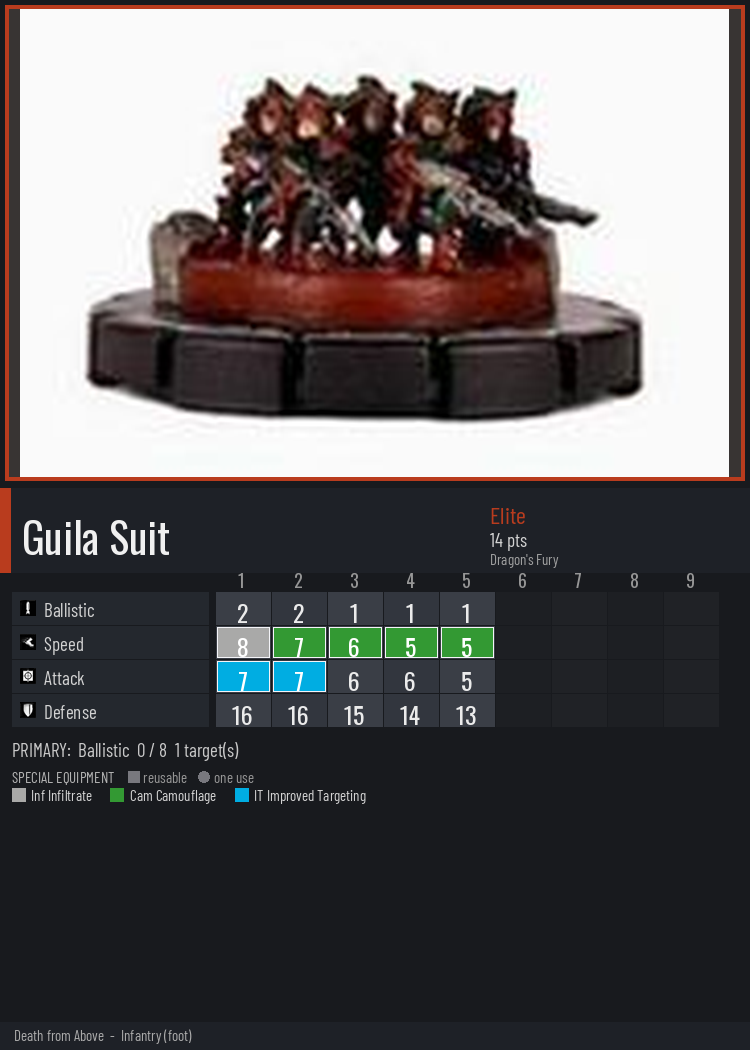 Guila Suit
Elite
14 pts
Dragon's Fury
1 2 3 4 5 6 7 8 9
Ballistic 2 2 1 1 1
Speed 8 7 6 5 5
Attack 7 7 6 6 5
Defense 16 16 15 14 13
PRIMARY: Ballistic 0 / 8 1 target(s)
SPECIAL EQUIPMENT reusable one use
Inf Infiltrate Cam Camouflage IT Improved Targeting
Death from Above - Infantry (foot)